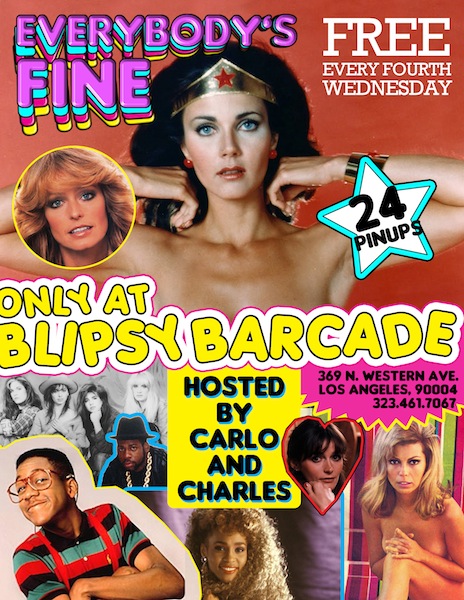 EVERYBODY'S
FINE
FREE
EVERY FOURTH
WEDNESDAY
24
PINUPS
ONLY AT
BLIPSY BARCADE
369 N. WESTERN AVE.
LOS ANGELES, 90004
323.461.7067
HOSTED
BY
CARLO
AND
CHARLES